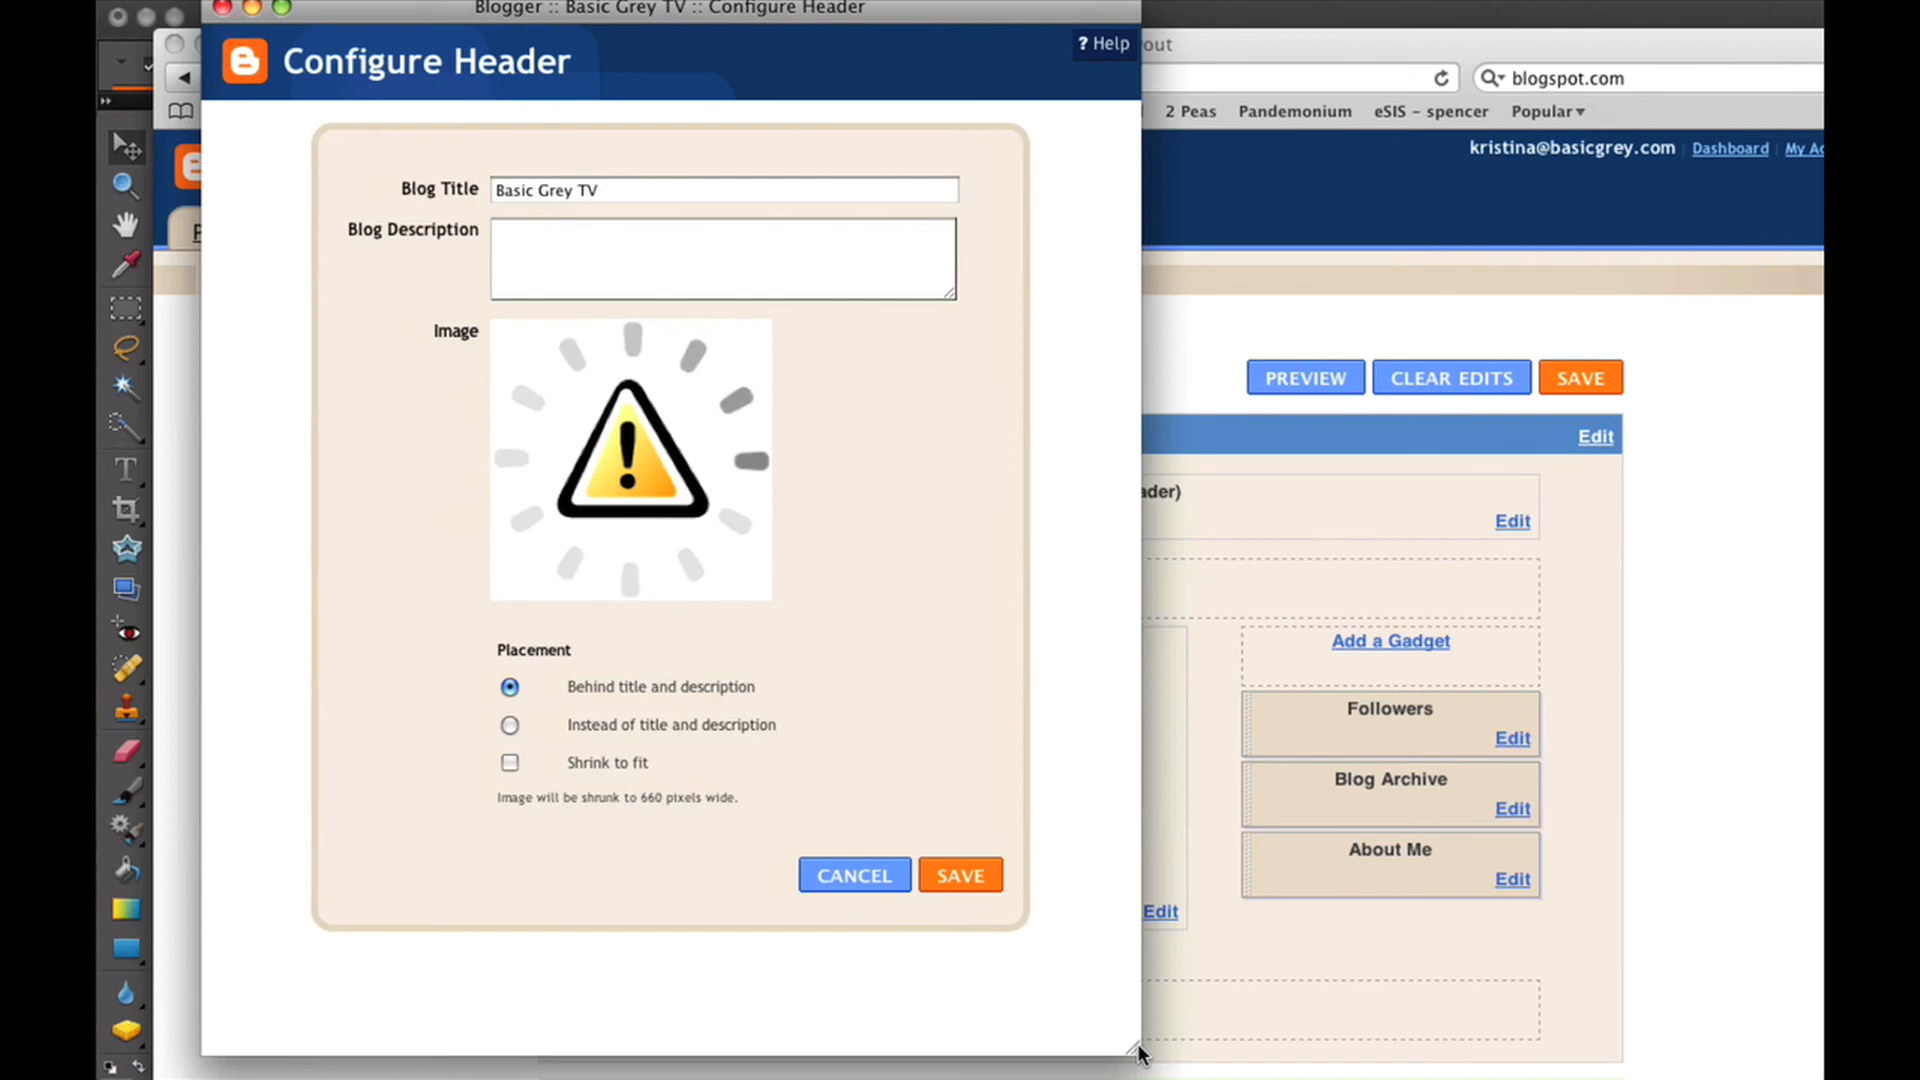 Blogger :: Basic Grey TV :: Configure Header
Configure Header
? Help
out
blogspot.com
2 Peas Pandemonium eSIS – spencer Popular
kristina@basicgrey.com Dashboard My Ac
Blog Title Basic Grey TV
Blog Description
Image
PREVIEW CLEAR EDITS SAVE
Edit
ader)
Edit
Add a Gadget
Followers
Edit
Blog Archive
Edit
About Me
Edit
Edit
Placement
Behind title and description
Instead of title and description
Shrink to fit
Image will be shrunk to 660 pixels wide.
CANCEL SAVE